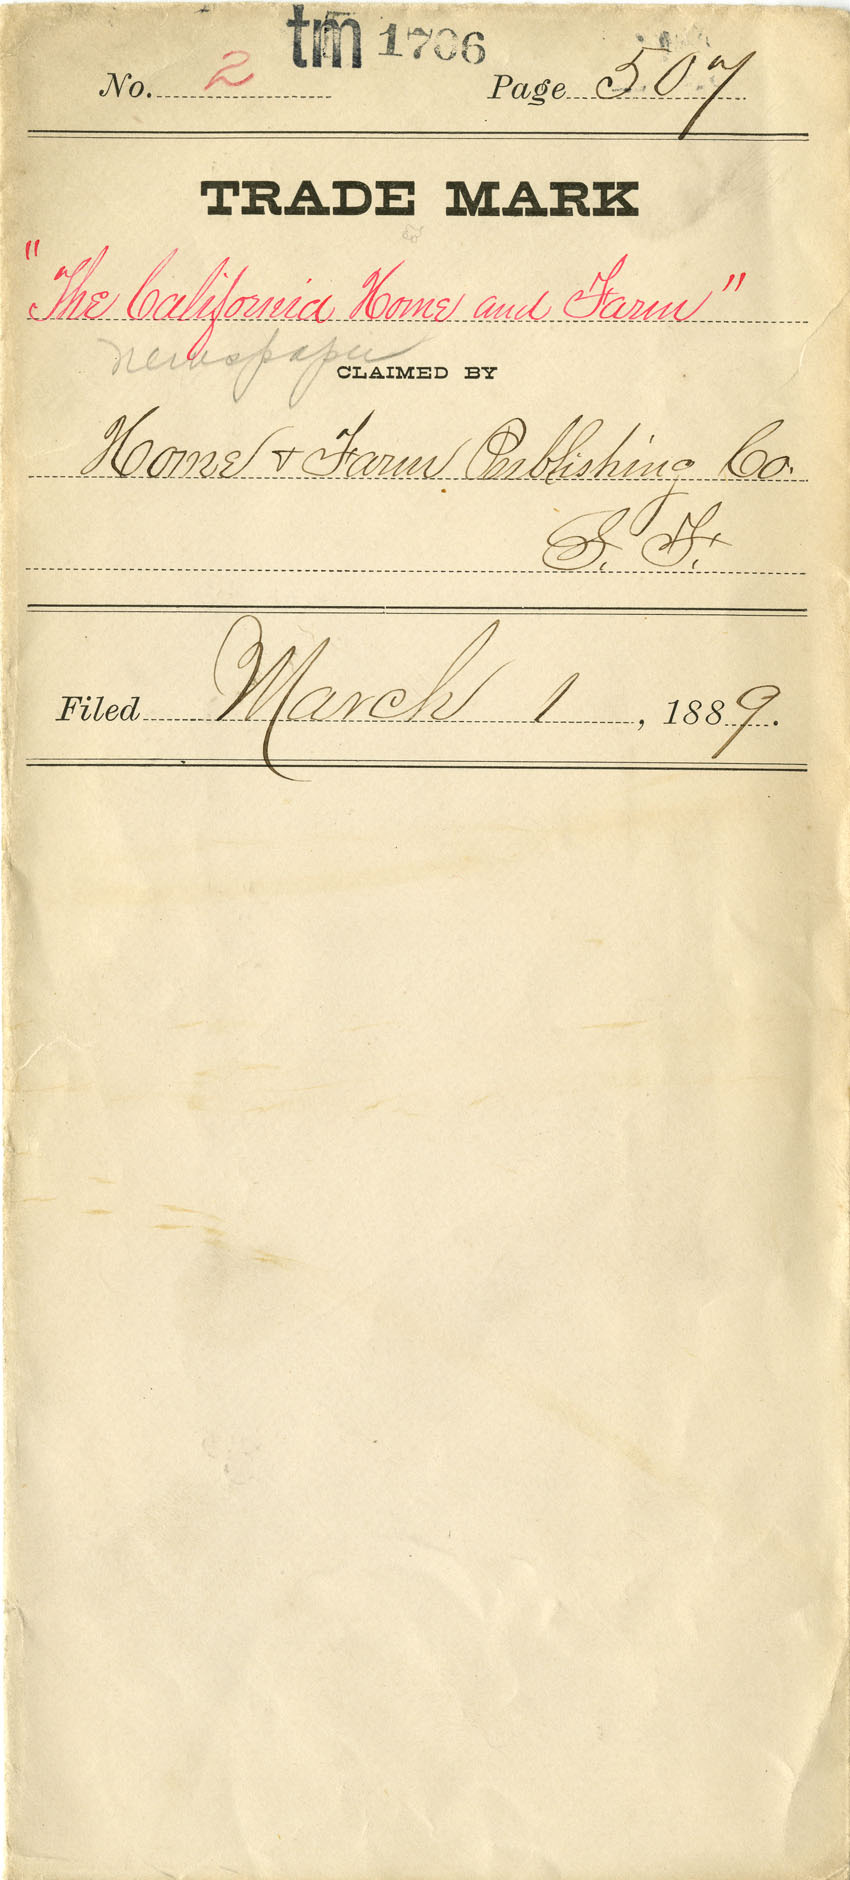 tm 1706
No. 2 Page 507
TRADE MARK
"The California Home and Farm"
newspaper
CLAIMED BY
Home & Farm Publishing Co.
S. F.
Filed March 1, 1889.